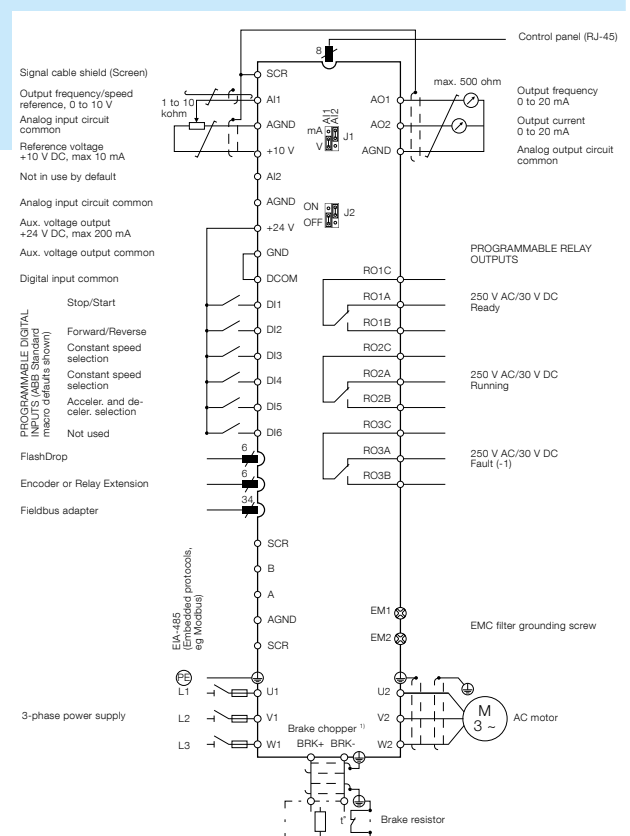 Control panel (RJ-45)
8
Signal cable shield (Screen)
SCR
Output frequency/speed
reference, 0 to 10 V
1 to 10
kohm
AI1
Analog input circuit
common
AGND
Reference voltage
+10 V DC, max 10 mA
+10 V
Not in use by default
AI2
Analog input circuit common
AGND
Aux. voltage output
+24 V DC, max 200 mA
+24 V
Aux. voltage output common
GND
Digital input common
DCOM
AI1
AI2
mA
V
J1
ON
OFF
J2
max. 500 ohm
AO1
Output frequency
0 to 20 mA
AO2
Output current
0 to 20 mA
AGND
Analog output circuit
common
PROGRAMMABLE DIGITAL
INPUTS (ABB Standard
macro defaults shown)
Stop/Start
DI1
Forward/Reverse
DI2
Constant speed
selection
DI3
Constant speed
selection
DI4
Acceler. and de-
celer. selection
DI5
Not used
DI6
PROGRAMMABLE RELAY
OUTPUTS
RO1C
RO1A
RO1B
250 V AC/30 V DC
Ready
RO2C
RO2A
RO2B
250 V AC/30 V DC
Running
RO3C
RO3A
RO3B
250 V AC/30 V DC
Fault (-1)
FlashDrop
6
Encoder or Relay Extension
6
Fieldbus adapter
34
EIA-485
(Embedded protocols,
eg Modbus)
SCR
B
A
AGND
SCR
EM1
EM2
EMC filter grounding screw
PE
3-phase power supply
L1
U1
L2
V1
L3
W1
U2
V2
W2
M
3 ~
AC motor
Brake chopper 1)
BRK+ BRK-
t°
Brake resistor